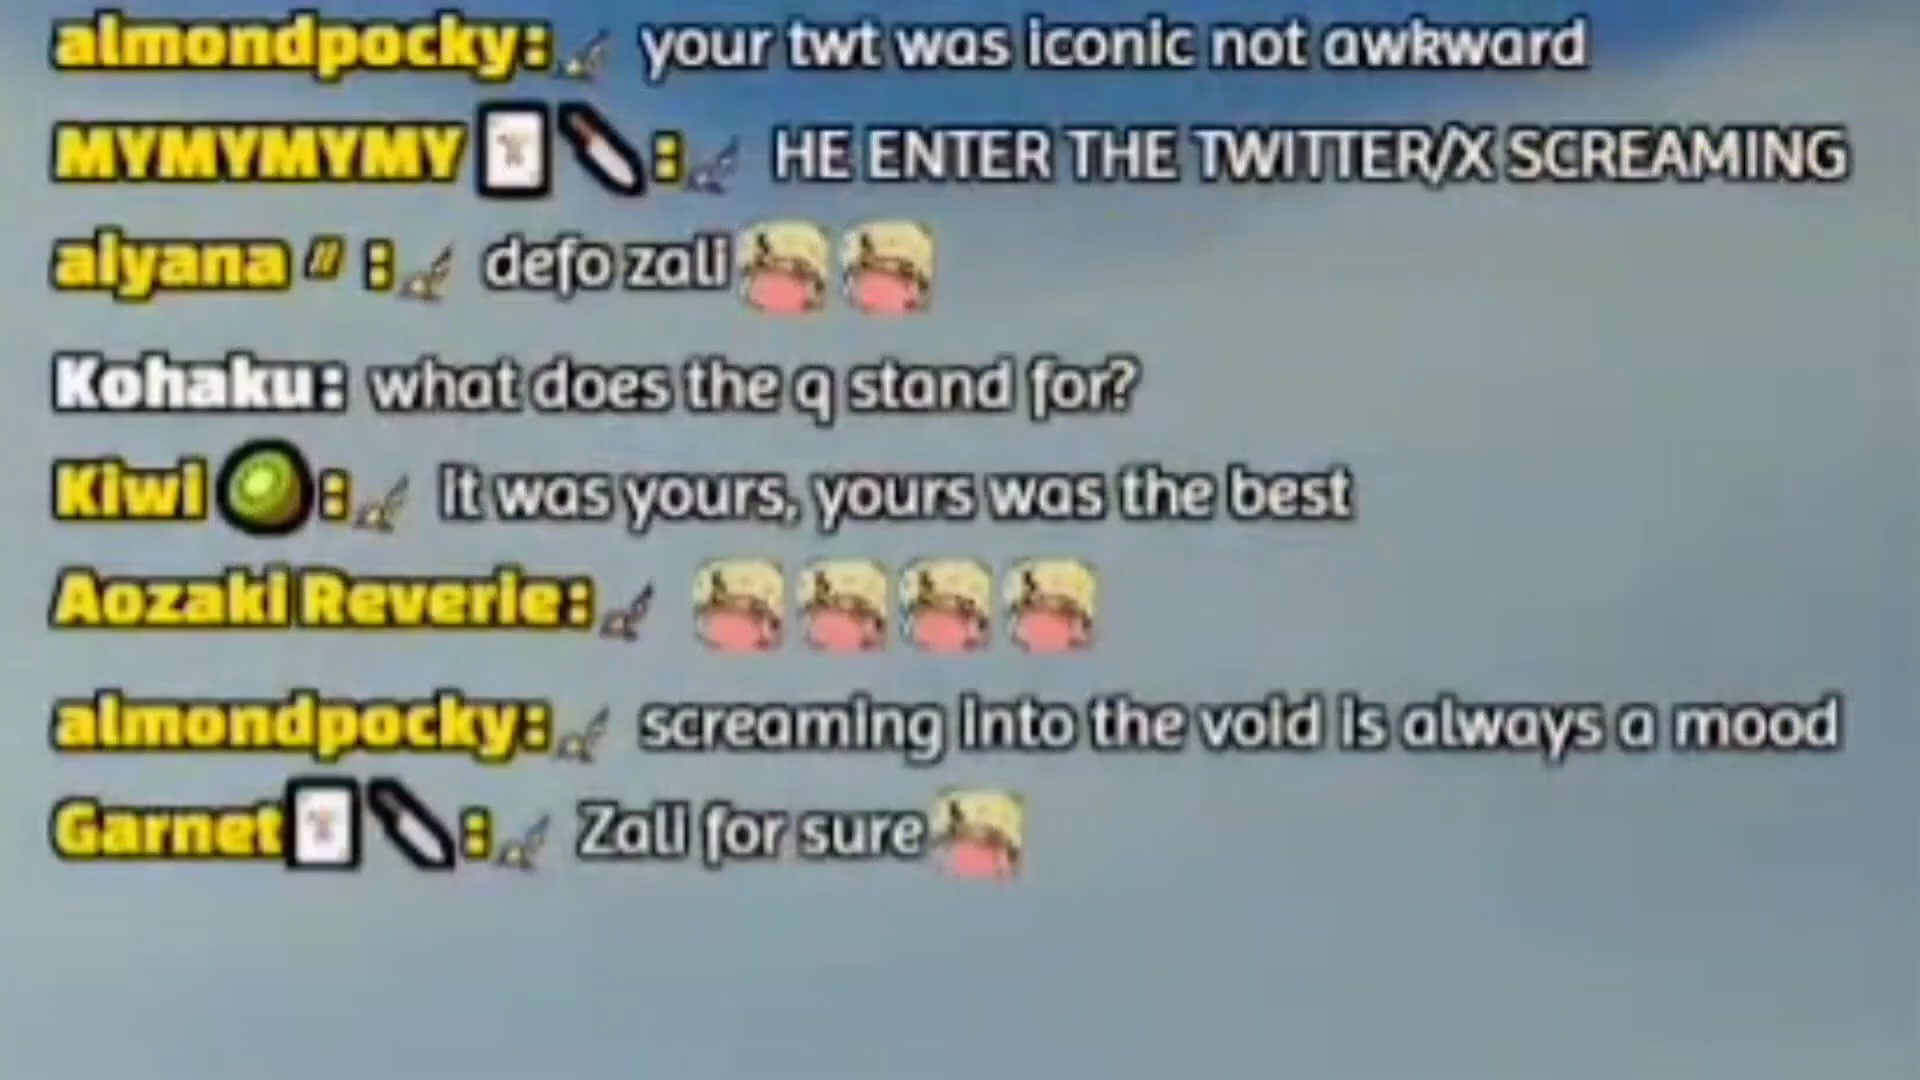 almondpocky: your twt was iconic not awkward
MYMYMYMY: HE ENTER THE TWITTER/X SCREAMING
alyana〃: defo zali
Kohaku: what does the q stand for?
Kiwi: it was yours, yours was the best
Aozaki Reverie:
almondpocky: screaming into the void is always a mood
Garnet: Zali for sure